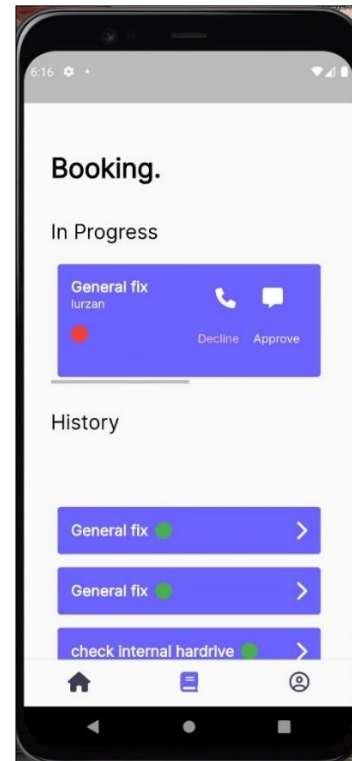 6:16
Booking.
In Progress
General fix
lurzan
Decline Approve
History
General fix
General fix
check internal hardrive